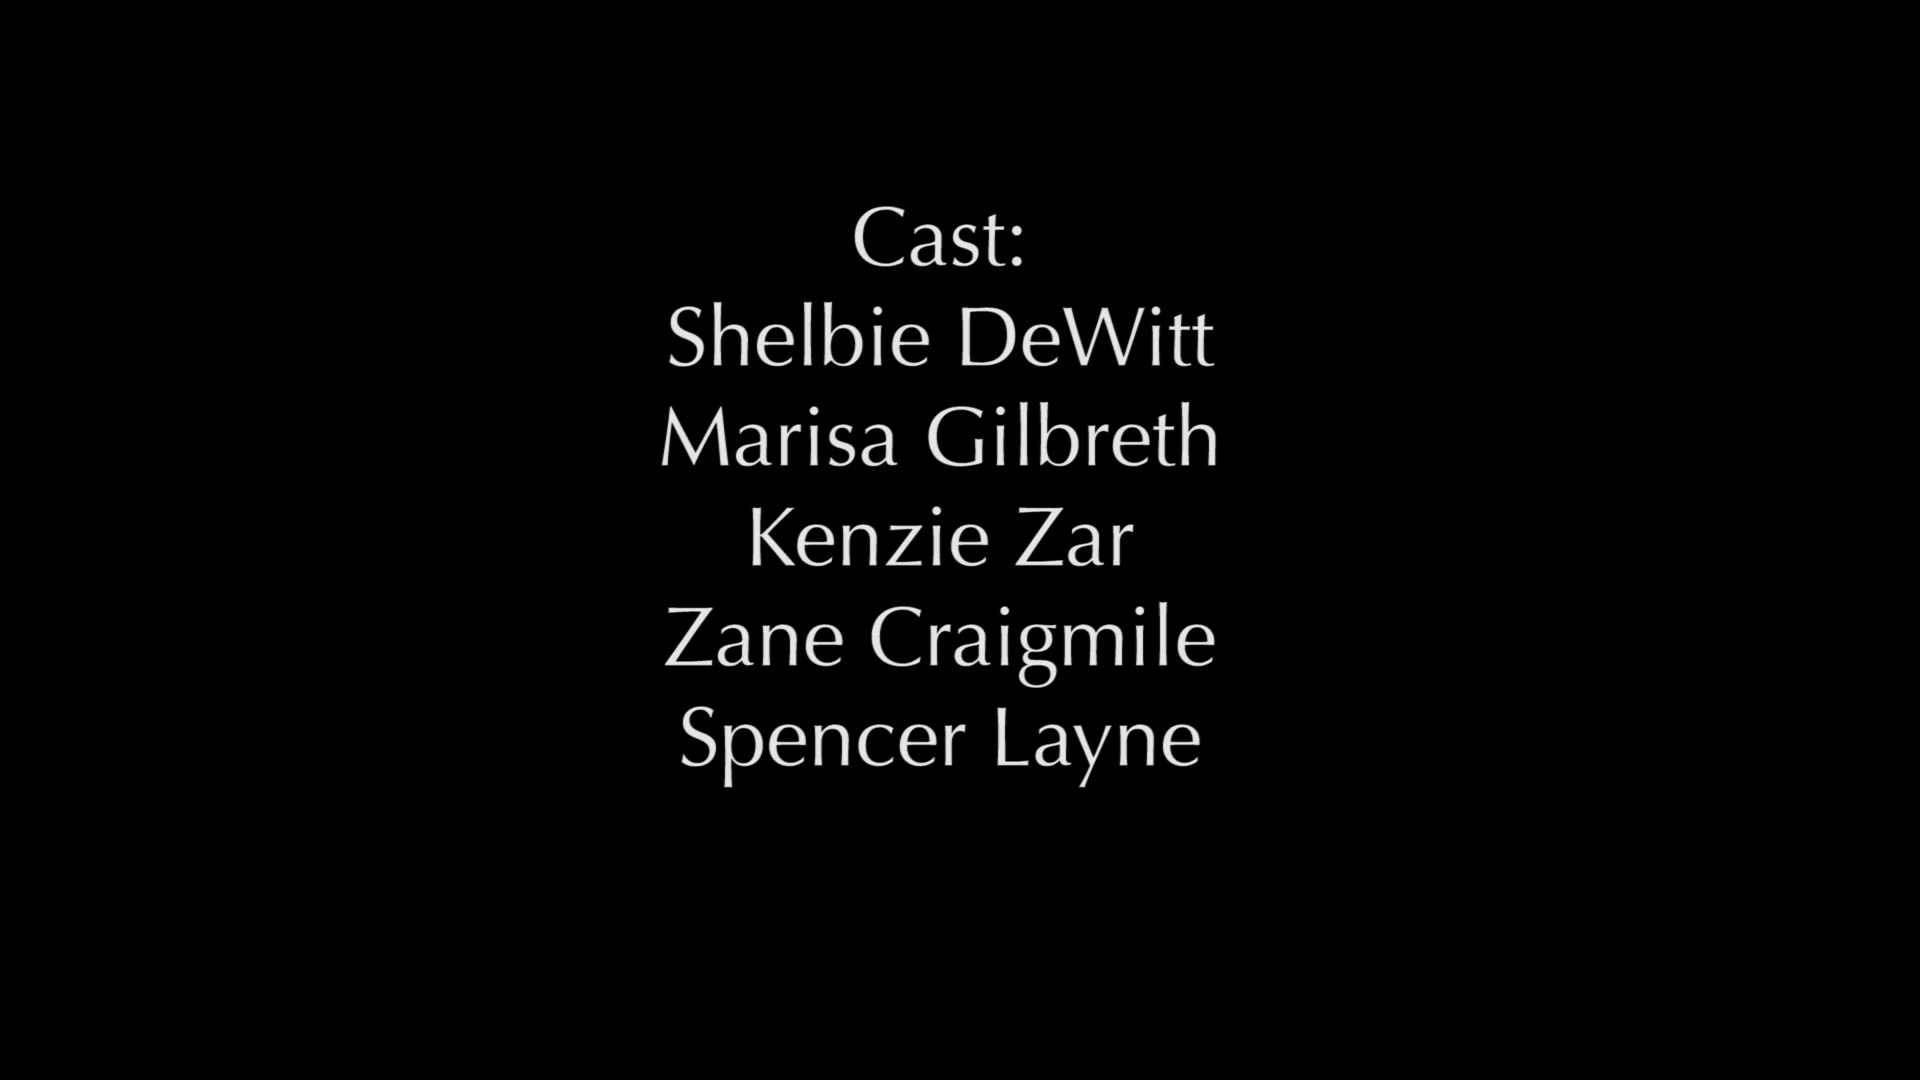 Cast:
Shelbie DeWitt
Marisa Gilbreth
Kenzie Zar
Zane Craigmile
Spencer Layne